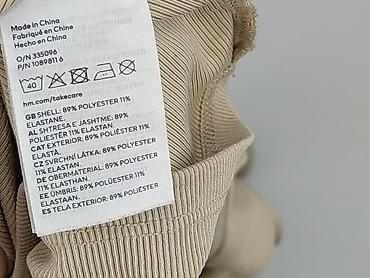 Made in China
Fabriqué en Chine
Hecho en China
O/N 335096
P/N 10898116
40
hm.com/takecare
GB SHELL: 89% POLYESTER 11%
ELASTANE.
AL SHTRESA E JASHTME: 89%
POLIESTER 11% ELASTAN.
CAT EXTERIOR: 89% POLIÈSTER 11%
ELASTÀ.
CZ SVRCHNÍ LÁTKA: 89% POLYESTER
11% ELASTAN.
DE OBERMATERIAL: 89% POLYESTER
11% ELASTHAN.
EE ÜMBRIS: 89% POLÜESTER 11%
ELASTAAN.
ES TELA EXTERIOR: 89% POLIÉSTER